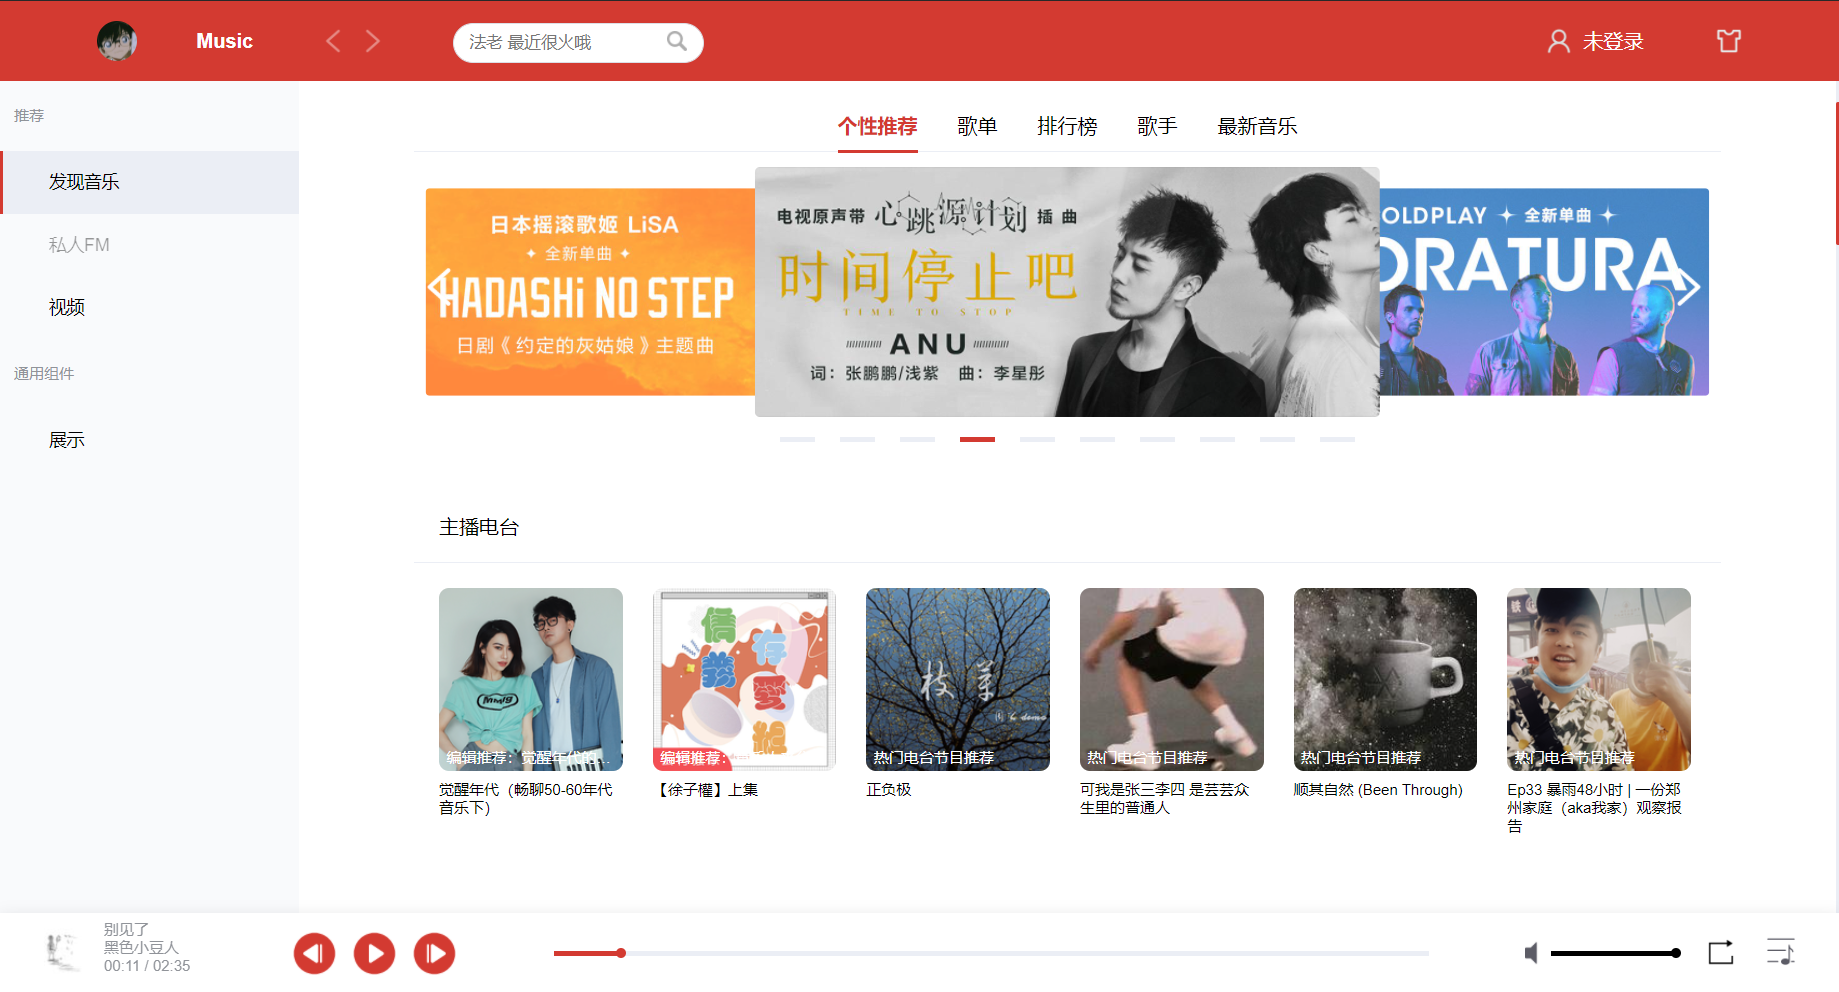 Music
法老 最近很火哦
未登录
推荐
发现音乐
私人FM
视频
通用组件
展示
个性推荐 歌单 排行榜 歌手 最新音乐
日本摇滚歌姬 LiSA
全新单曲
HADASHi NO STEP
日剧《约定的灰姑娘》主题曲
电视原声带 心跳源计划 插曲
时间停止吧
TIME TO STOP
ANU
词：张鹏鹏/浅紫 曲：李星彤
OLDPLAY 全新单曲
ORATURA
主播电台
Mmlg
编辑推荐：觉醒年代的...
觉醒年代（畅聊50-60年代
音乐下）
编辑推荐：
【徐子權】上集
枝芽
热门电台节目推荐
正负极
热门电台节目推荐
可我是张三李四 是芸芸众
生里的普通人
热门电台节目推荐
顺其自然 (Been Through)
热门电台节目推荐
Ep33 暴雨48小时 | 一份郑
州家庭（aka我家）观察报
告
别见了
黑色小豆人
00:11 / 02:35